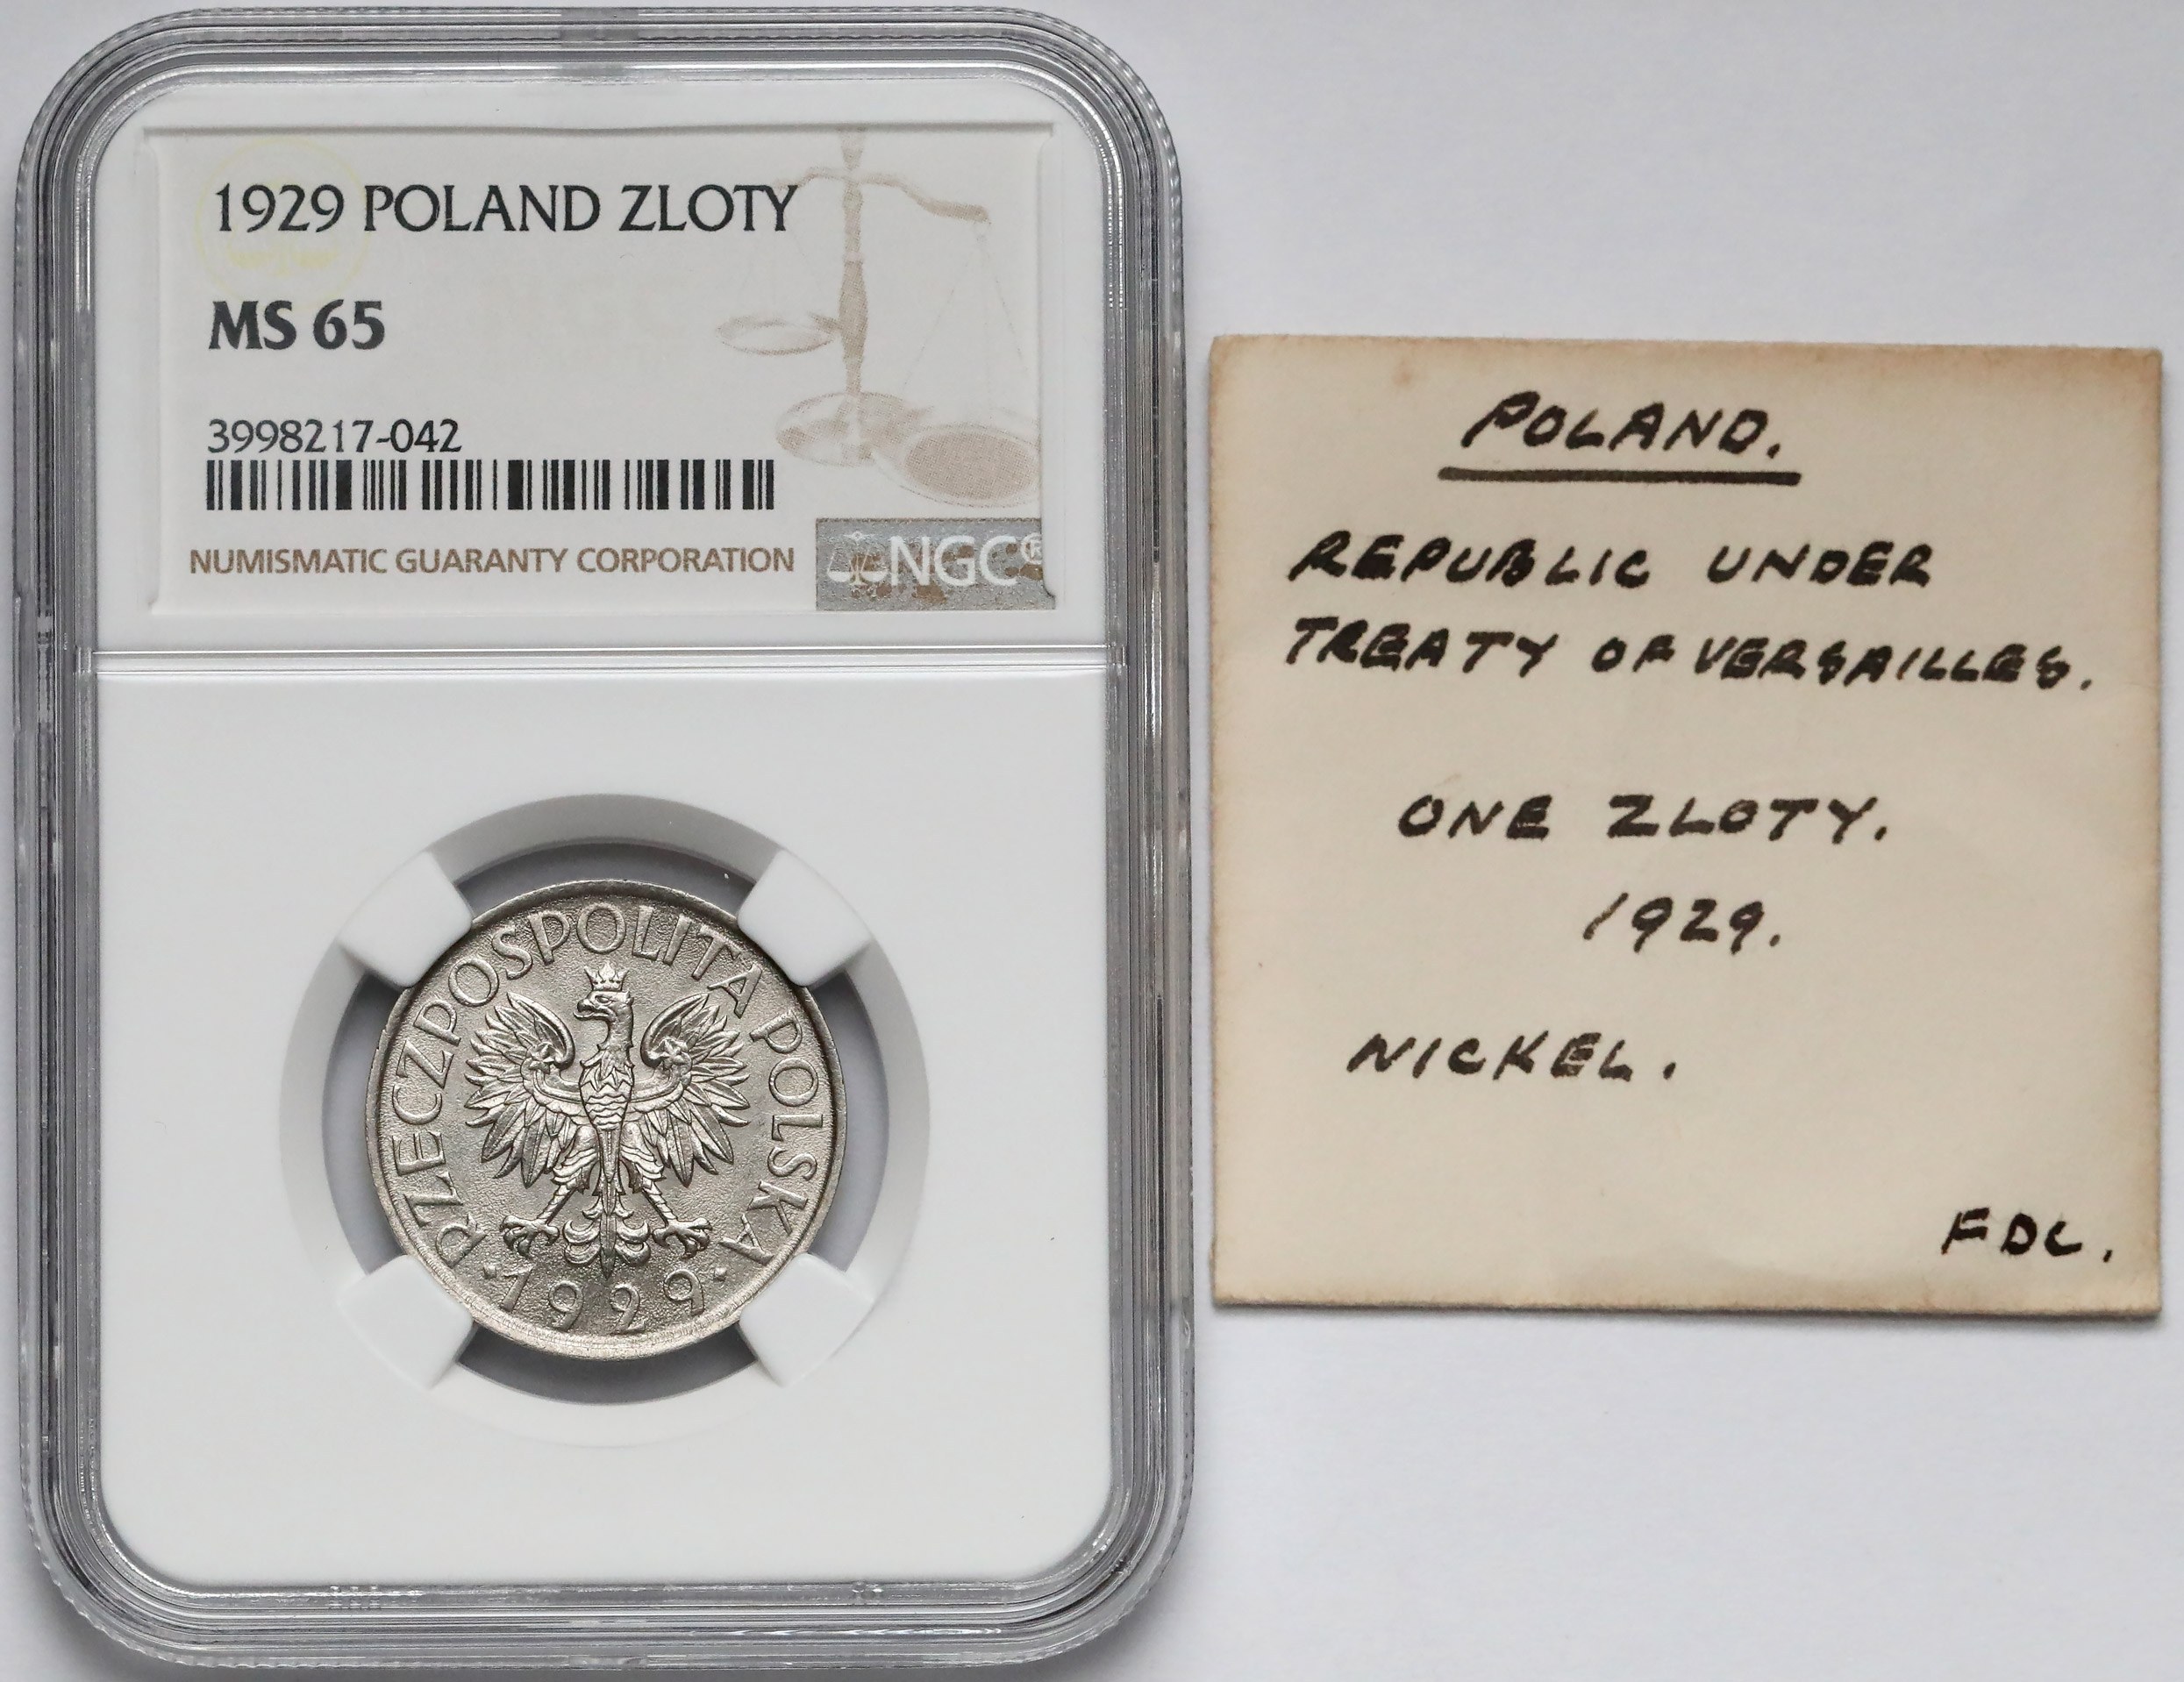 1929 POLAND ZLOTY
MS 65
3998217-042
NUMISMATIC GUARANTY CORPORATION
NGC®
RZECZPOSPOLITA POLSKA
·1929·
POLAND.
REPUBLIC UNDER
TREATY OF VERSAILLES.
ONE ZLOTY.
1929.
NICKEL.
FDC.